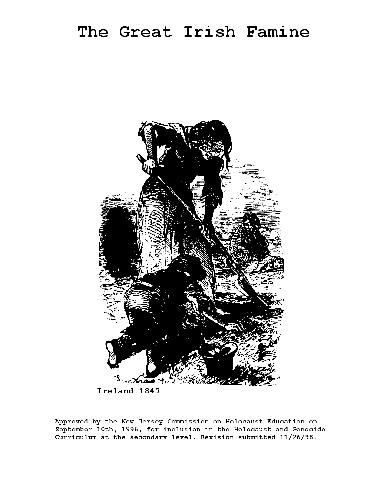 The Great Irish Famine
Ireland 1847
Approved by the New Jersey Commission on Holocaust Education on
September 10th, 1996, for inclusion in the Holocaust and Genocide
Curriculum at the secondary level. Revision submitted 11/26/98.